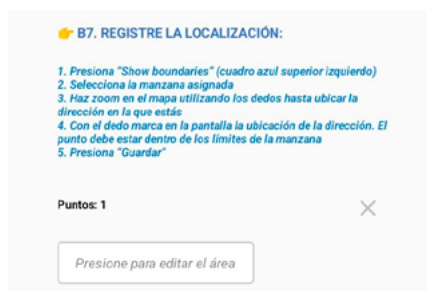 👉 B7. REGISTRE LA LOCALIZACIÓN:
1. Presiona "Show boundaries" (cuadro azul superior izquierdo)
2. Selecciona la manzana asignada
3. Haz zoom en el mapa utilizando los dedos hasta ubicar la
dirección en la que estás
4. Con el dedo marca en la pantalla la ubicación de la dirección. El
punto debe estar dentro de los límites de la manzana
5. Presiona "Guardar"
Puntos: 1
Presione para editar el área